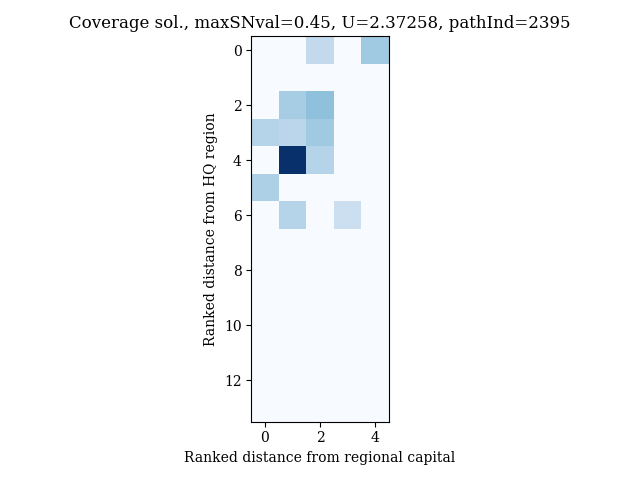 Coverage sol., maxSNval=0.45, U=2.37258, pathInd=2395
0
2
4
6
8
10
12
Ranked distance from HQ region
0 2 4
Ranked distance from regional capital